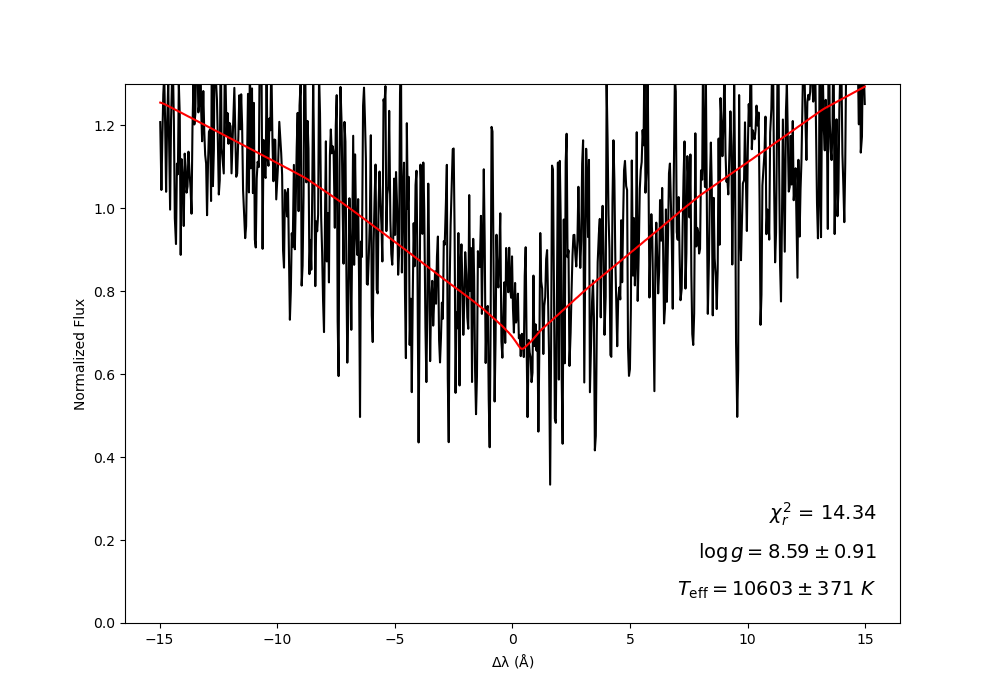 Normalized Flux
1.2
1.0
0.8
0.6
0.4
0.2
0.0
χ²ᵣ = 14.34
log g = 8.59 ± 0.91
T_eff = 10603 ± 371 K
−15 −10 −5 0 5 10 15
Δλ (Å)